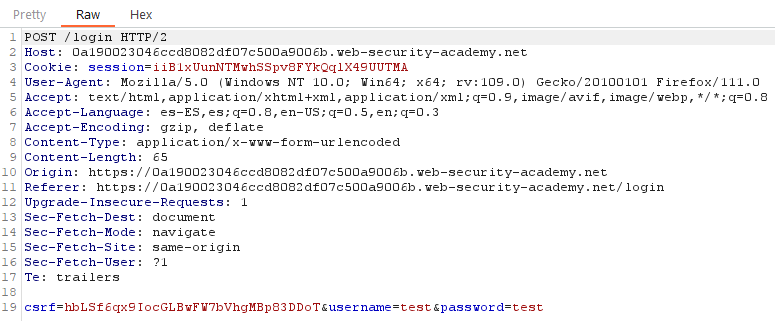 Pretty Raw Hex
1 POST /login HTTP/2
2 Host: 0a190023046ccd8082df07c500a9006b.web-security-academy.net
3 Cookie: session=iiB1xUunNTMwhSSpv8FYkQqlX49UUTMA
4 User-Agent: Mozilla/5.0 (Windows NT 10.0; Win64; x64; rv:109.0) Gecko/20100101 Firefox/111.0
5 Accept: text/html,application/xhtml+xml,application/xml;q=0.9,image/avif,image/webp,*/*;q=0.8
6 Accept-Language: es-ES,es;q=0.8,en-US;q=0.5,en;q=0.3
7 Accept-Encoding: gzip, deflate
8 Content-Type: application/x-www-form-urlencoded
9 Content-Length: 65
10 Origin: https://0a190023046ccd8082df07c500a9006b.web-security-academy.net
11 Referer: https://0a190023046ccd8082df07c500a9006b.web-security-academy.net/login
12 Upgrade-Insecure-Requests: 1
13 Sec-Fetch-Dest: document
14 Sec-Fetch-Mode: navigate
15 Sec-Fetch-Site: same-origin
16 Sec-Fetch-User: ?1
17 Te: trailers
18
19 csrf=hbLSf6qx9IocGLBwFW7bVhgMBp83DDoT&username=test&password=test